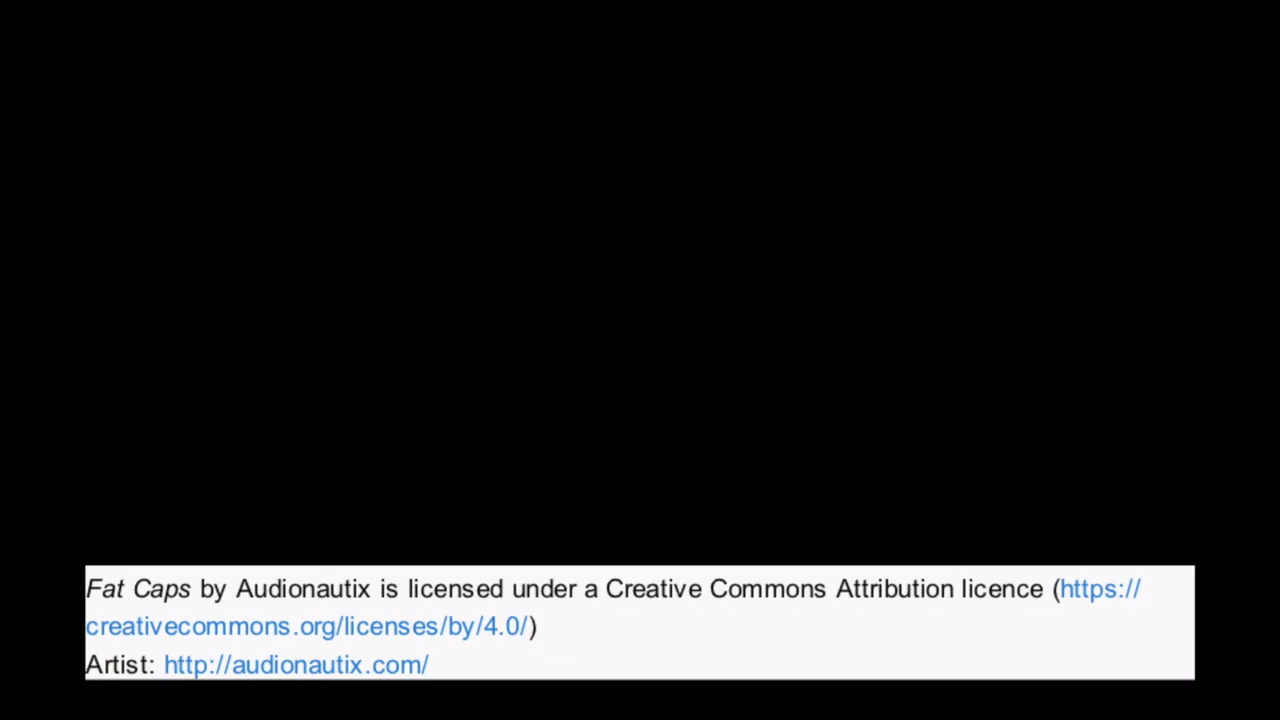 Fat Caps by Audionautix is licensed under a Creative Commons Attribution licence (https://
creativecommons.org/licenses/by/4.0/)
Artist: http://audionautix.com/